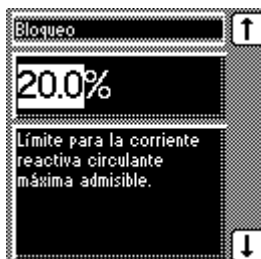 Bloqueo
20.0%
Límite para la corriente
reactiva circulante
máxima admisible.